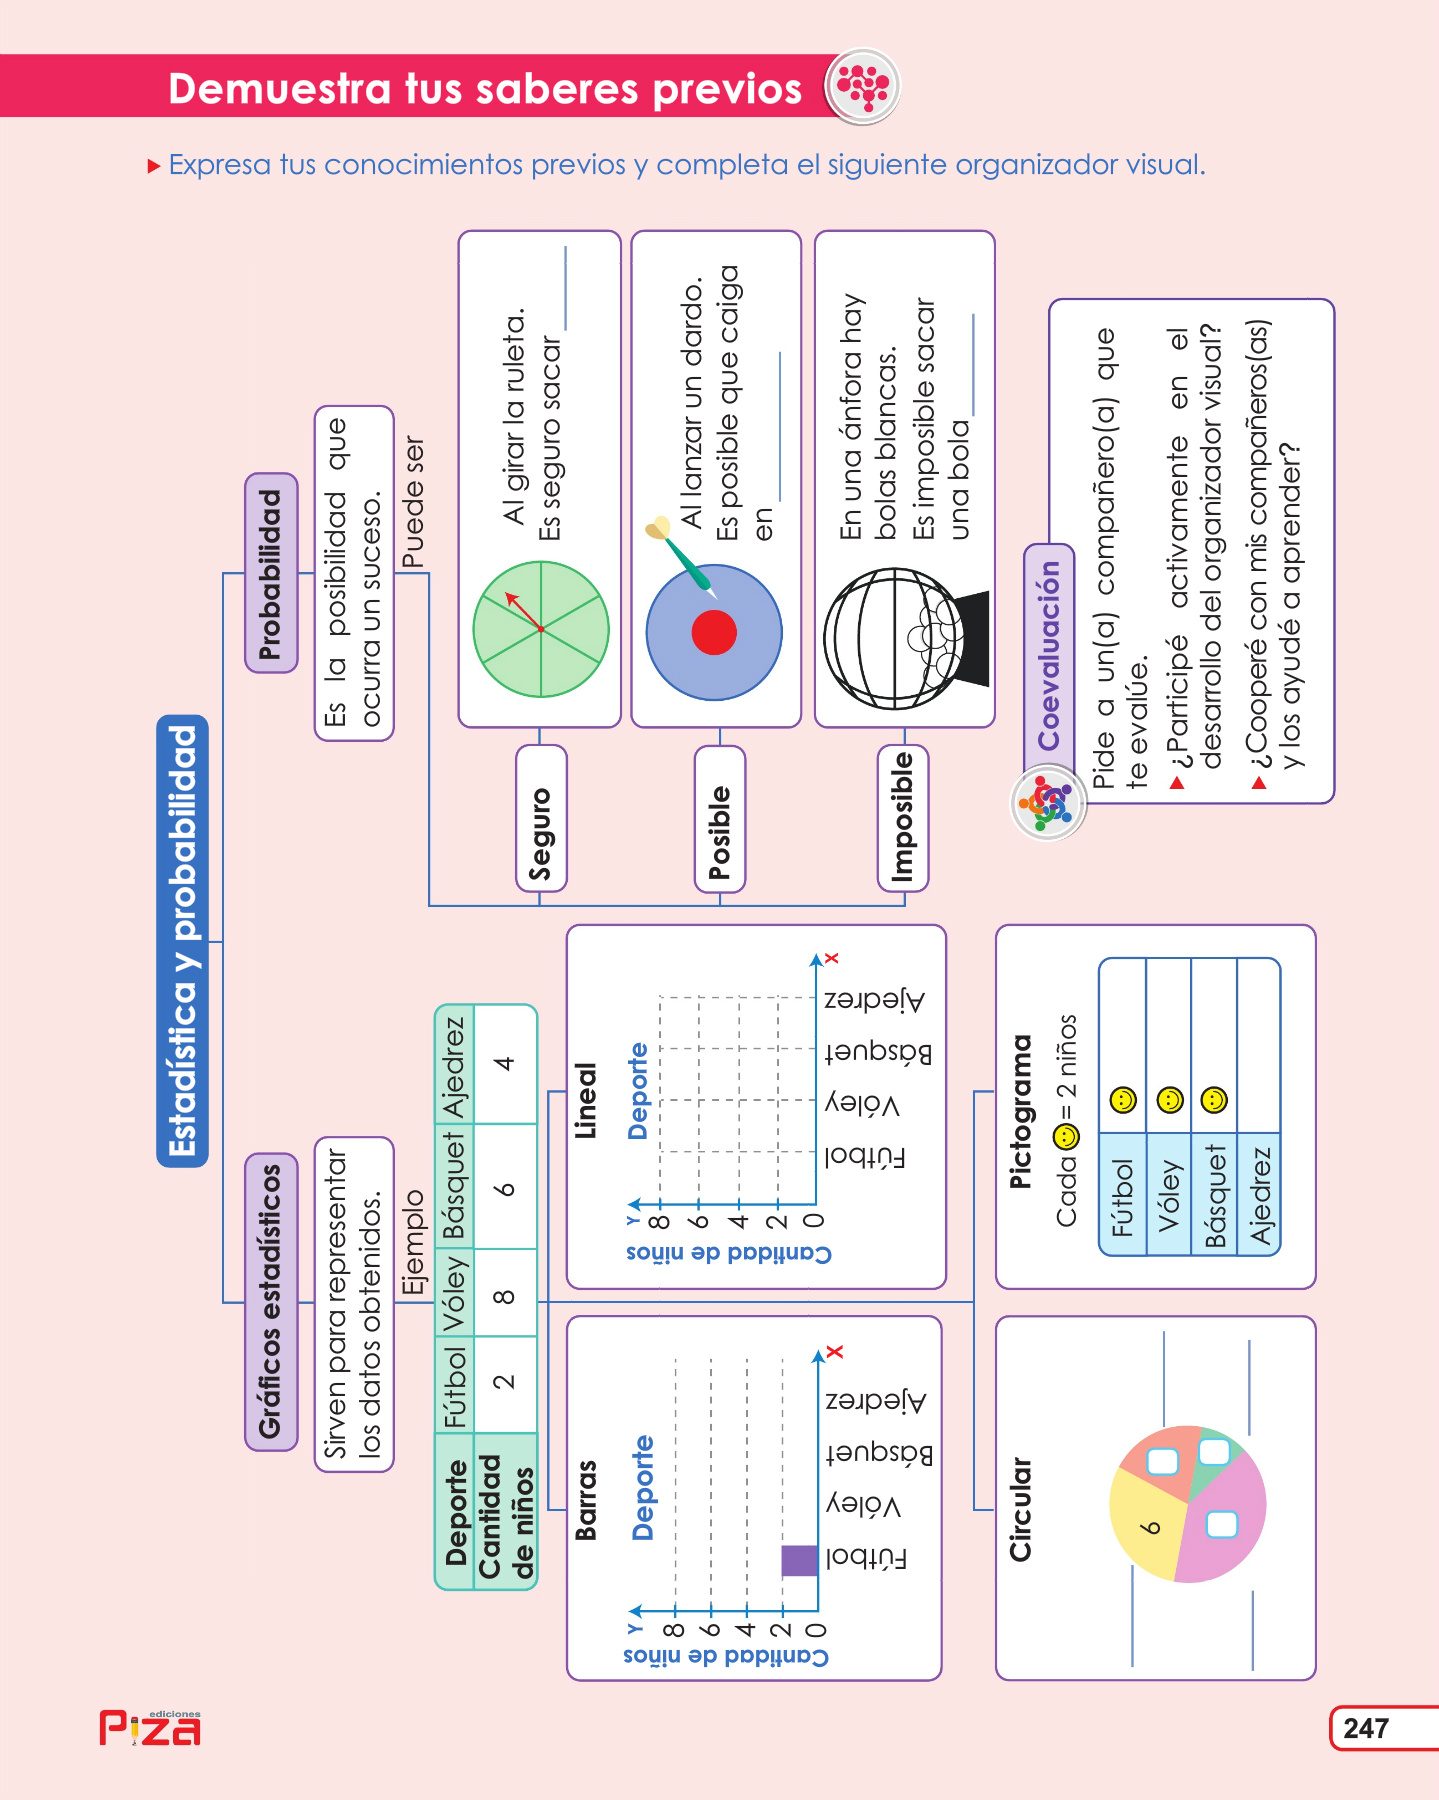 Demuestra tus saberes previos
Expresa tus conocimientos previos y completa el siguiente organizador visual.
Estadística y probabilidad
Gráficos estadísticos
Sirven para representar
los datos obtenidos.
Ejemplo
Deporte Fútbol Vóley Básquet Ajedrez
Cantidad
de niños 2 8 6 4
Barras
Deporte
Cantidad de niños
Y
8
6
4
2
0
Fútbol Vóley Básquet Ajedrez
X
Lineal
Deporte
Cantidad de niños
Y
8
6
4
2
0
Fútbol Vóley Básquet Ajedrez
X
Circular
6
Pictograma
Cada = 2 niños
Fútbol
Vóley
Básquet
Ajedrez
Probabilidad
Es la posibilidad que
ocurra un suceso.
Puede ser
Seguro
Al girar la ruleta.
Es seguro sacar
Posible
Al lanzar un dardo.
Es posible que caiga
en
Imposible
En una ánfora hay
bolas blancas.
Es imposible sacar
una bola
Coevaluación
Pide a un(a) compañero(a) que
te evalúe.
¿Participé activamente en el
desarrollo del organizador visual?
¿Cooperé con mis compañeros(as)
y los ayudé a aprender?
ediciones
Piza
247